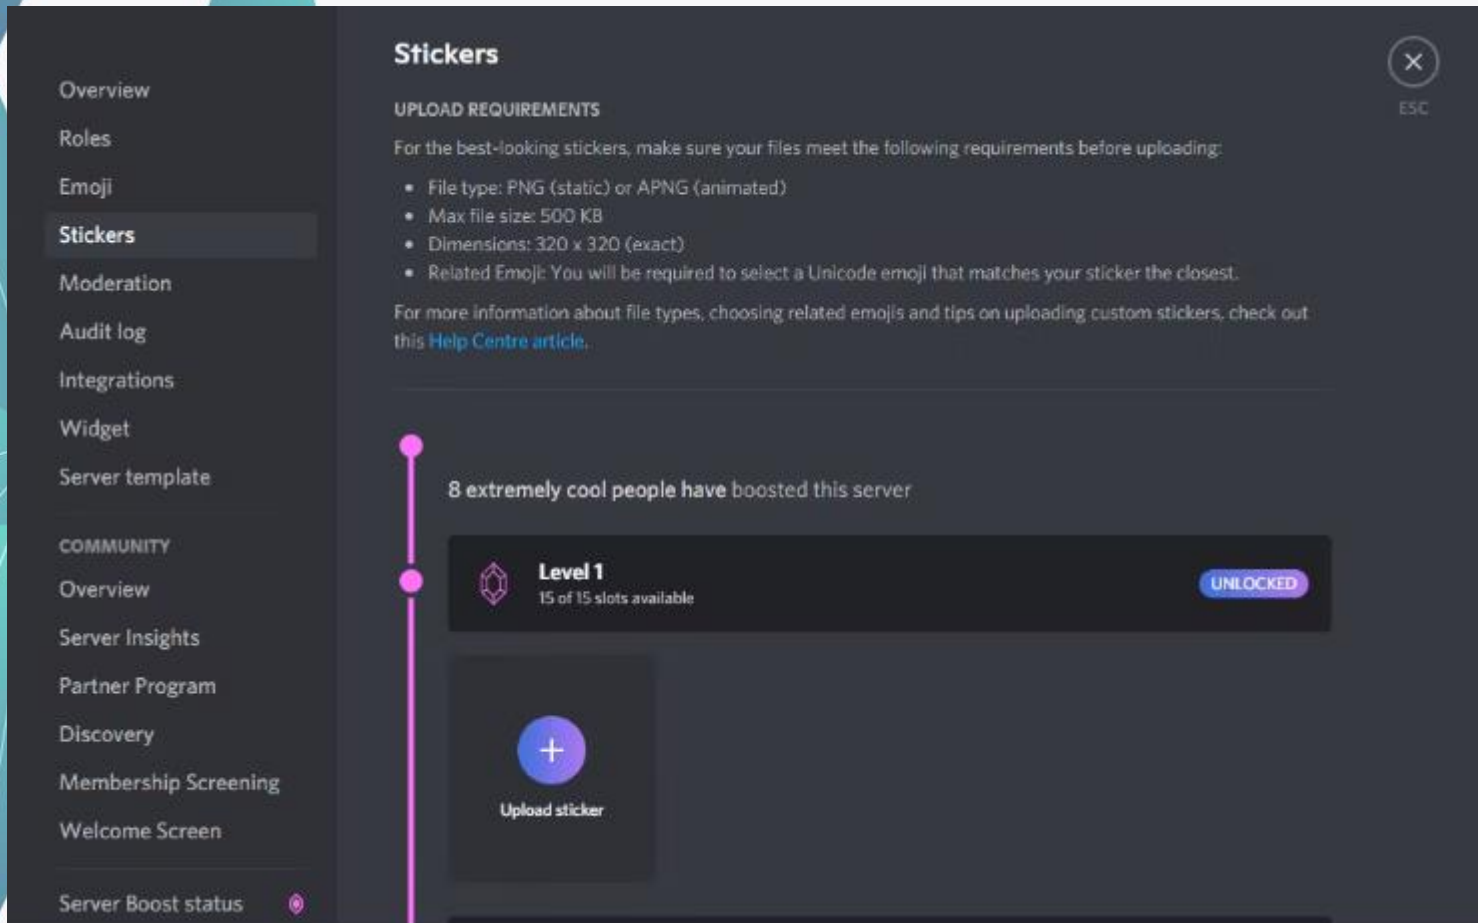 Overview
Roles
Emoji
Stickers
Moderation
Audit log
Integrations
Widget
Server template
COMMUNITY
Overview
Server Insights
Partner Program
Discovery
Membership Screening
Welcome Screen
Server Boost status
Stickers
ESC
UPLOAD REQUIREMENTS
For the best-looking stickers, make sure your files meet the following requirements before uploading:
• File type: PNG (static) or APNG (animated)
• Max file size: 500 KB
• Dimensions: 320 x 320 (exact)
• Related Emoji: You will be required to select a Unicode emoji that matches your sticker the closest.
For more information about file types, choosing related emojis and tips on uploading custom stickers, check out
this Help Centre article.
8 extremely cool people have boosted this server
Level 1
15 of 15 slots available
UNLOCKED
Upload sticker